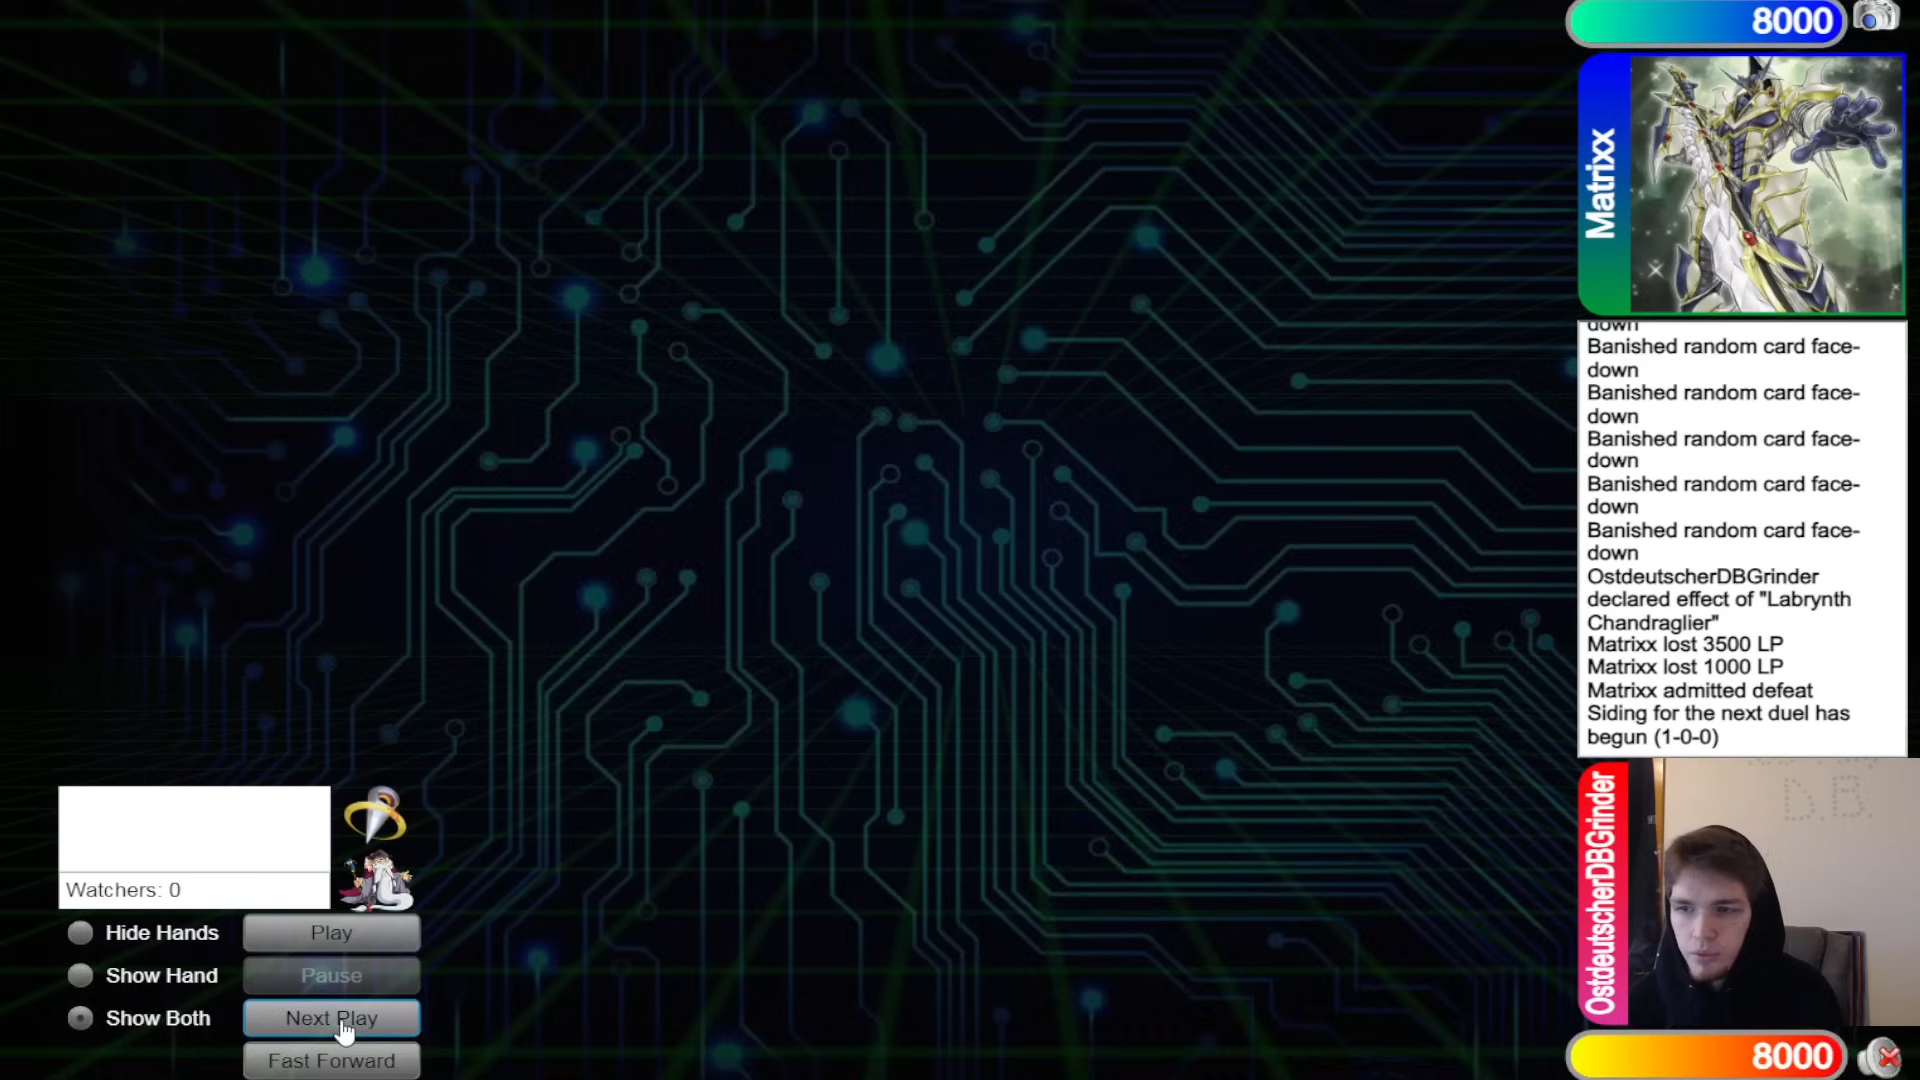 8000
Matrixx
down
Banished random card face-
down
Banished random card face-
down
Banished random card face-
down
Banished random card face-
down
Banished random card face-
down
OstdeutscherDBGrinder
declared effect of "Labrynth
Chandraglier"
Matrixx lost 3500 LP
Matrixx lost 1000 LP
Matrixx admitted defeat
Siding for the next duel has
begun (1-0-0)
OstdeutscherDBGrinder
D.B.
Watchers: 0
Hide Hands
Play
Show Hand
Pause
Show Both
Next Play
Fast Forward
8000